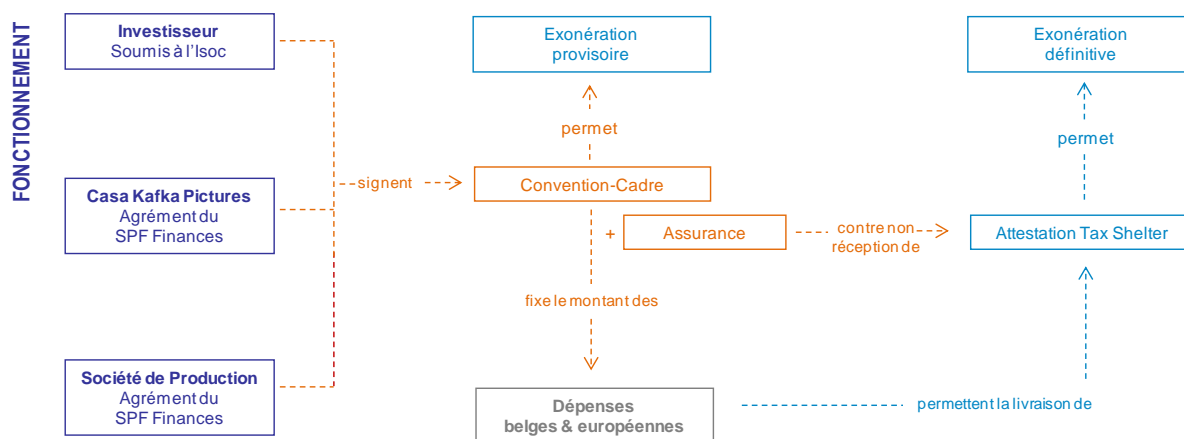 FONCTIONNEMENT
Investisseur
Soumis à l'Isoc
Exonération
provisoire
Exonération
définitive
permet
permet
Casa Kafka Pictures
Agrément du
SPF Finances
signent
Convention-Cadre
+
Assurance
contre non
réception de
Attestation Tax Shelter
fixe le montant des
Société de Production
Agrément du
SPF Finances
Dépenses
belges & européennes
permettent la livraison de